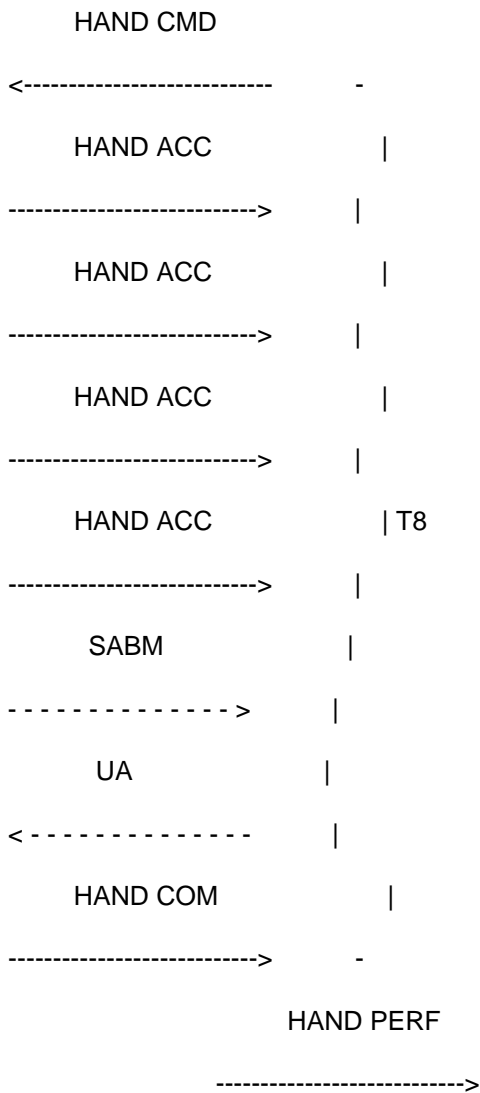 HAND CMD
<---------------------------- -
HAND ACC |
----------------------------> |
HAND ACC |
----------------------------> |
HAND ACC |
----------------------------> |
HAND ACC | T8
----------------------------> |
SABM |
- - - - - - - - - - - - - - > |
UA |
< - - - - - - - - - - - - - - |
HAND COM |
----------------------------> -
HAND PERF
---------------------------->